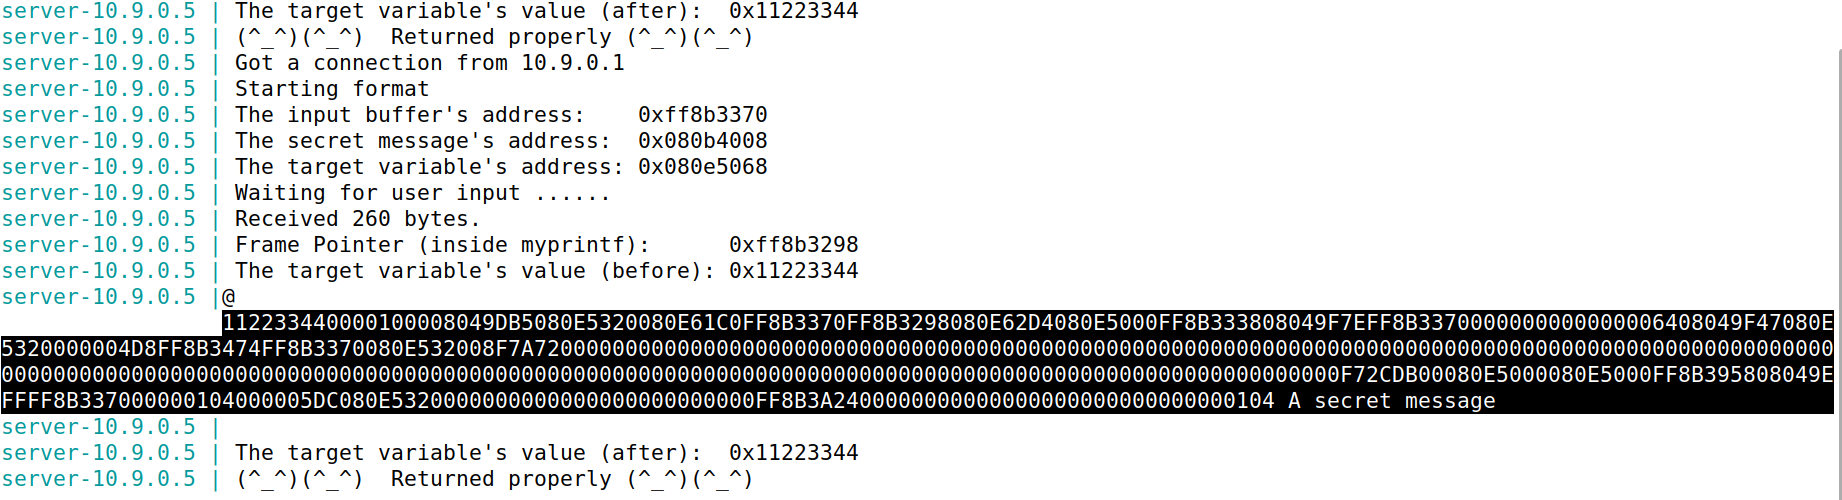 server-10.9.0.5 | The target variable's value (after):  0x11223344
server-10.9.0.5 | (^_^)(^_^)  Returned properly (^_^)(^_^)
server-10.9.0.5 | Got a connection from 10.9.0.1
server-10.9.0.5 | Starting format
server-10.9.0.5 | The input buffer's address:    0xff8b3370
server-10.9.0.5 | The secret message's address:  0x080b4008
server-10.9.0.5 | The target variable's address: 0x080e5068
server-10.9.0.5 | Waiting for user input ......
server-10.9.0.5 | Received 260 bytes.
server-10.9.0.5 | Frame Pointer (inside myprintf):      0xff8b3298
server-10.9.0.5 | The target variable's value (before): 0x11223344
server-10.9.0.5 |@
112233440000100008049DB5080E5320080E61C0FF8B3370FF8B3298080E62D4080E5000FF8B333808049F7EFF8B3370000000000000006408049F47080E
5320000004D8FF8B3474FF8B3370080E532008F7A7200000000000000000000000000000000000000000000000000000000000000000000000000000000000000000000000000
0000000000000000000000000000000000000000000000000000000000000000000000000000000000000000000000000000000F72CDB00080E5000080E5000FF8B395808049E
FFFF8B337000000104000005DC080E5320000000000000000000000000FF8B3A2400000000000000000000000000000104 A secret message
server-10.9.0.5 |
server-10.9.0.5 | The target variable's value (after):  0x11223344
server-10.9.0.5 | (^_^)(^_^)  Returned properly (^_^)(^_^)